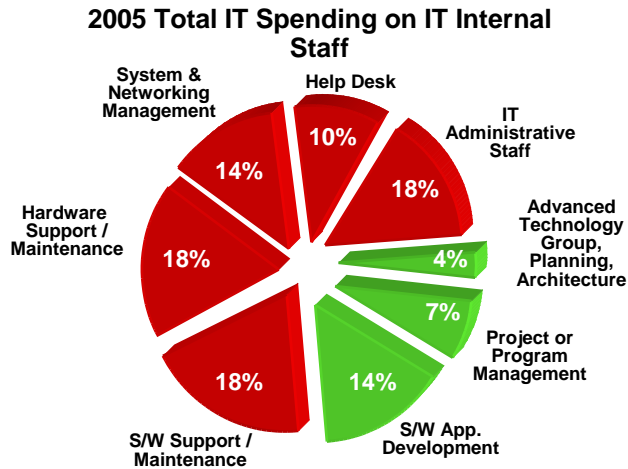 2005 Total IT Spending on IT Internal
Staff
System &
Networking
Management
14%
Help Desk
10%
IT
Administrative
Staff
18%
Advanced
Technology
Group,
Planning,
Architecture
4%
Project or
Program
Management
7%
S/W App.
Development
14%
S/W Support /
Maintenance
18%
Hardware
Support /
Maintenance
18%